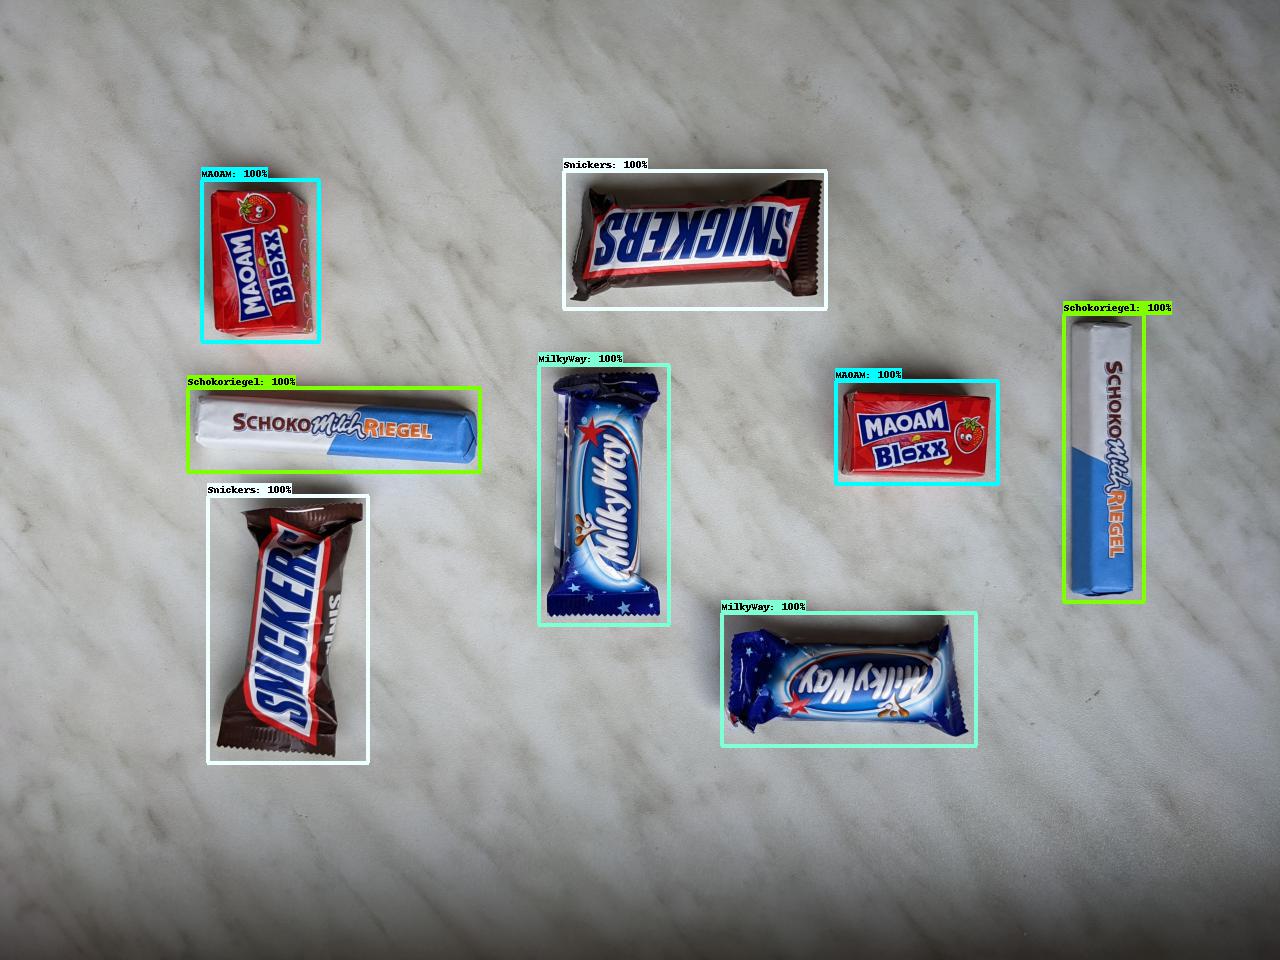 Snickers: 100%
SNICKERS
MAOAM: 100%
MAOAM
Bloxx
Schokoriegel: 100%
SCHOKO Milch RIEGEL
MilkyWay: 100%
MilkyWay
MAOAM: 100%
MAOAM
Bloxx
Schokoriegel: 100%
SCHOKO Milch RIEGEL
Snickers: 100%
SNICKERS
MilkyWay: 100%
MilkyWay